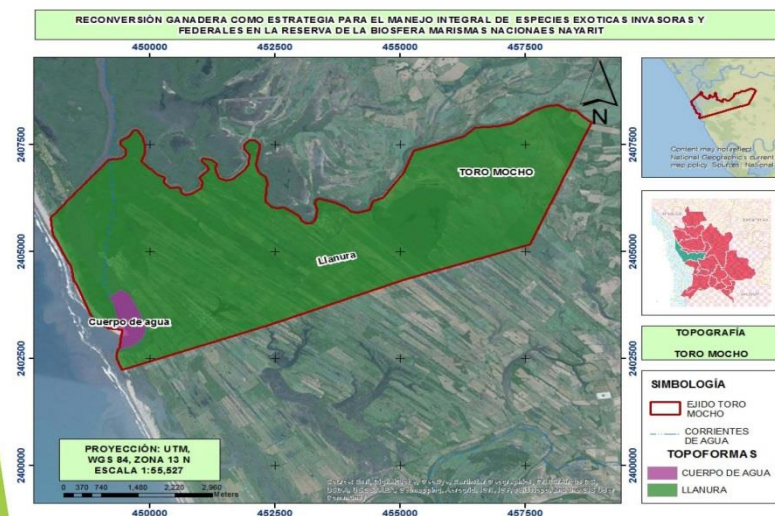 RECONVERSIÓN GANADERA COMO ESTRATEGIA PARA EL MANEJO INTEGRAL DE ESPECIES EXOTICAS INVASORAS Y
FEDERALES EN LA RESERVA DE LA BIOSFERA MARISMAS NACIONAES NAYARIT
450000 452500 455000 457500
N
2407500 2407500
2405000 2405000
2402500 2402500
2400000 2400000
TORO MOCHO
Llanura
Cuerpo de agua
PROYECCIÓN: UTM,
WGS 84, ZONA 13 N
ESCALA 1:55,527
0 370 740 1,480 2,220 2,960
Meters
450000 452500 455000 457500
Content may not reflect
National Geographic's current
map policy. Sources: National
TOPOGRAFÍA
TORO MOCHO
SIMBOLOGÍA
EJIDO TORO
MOCHO
CORRIENTES
DE AGUA
TOPOFORMAS
CUERPO DE AGUA
LLANURA